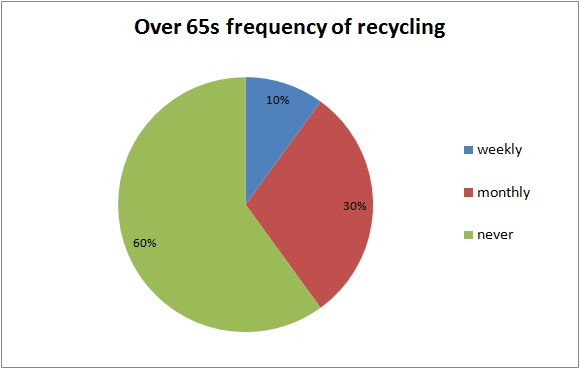 Over 65s frequency of recycling
10%
30%
60%
weekly
monthly
never